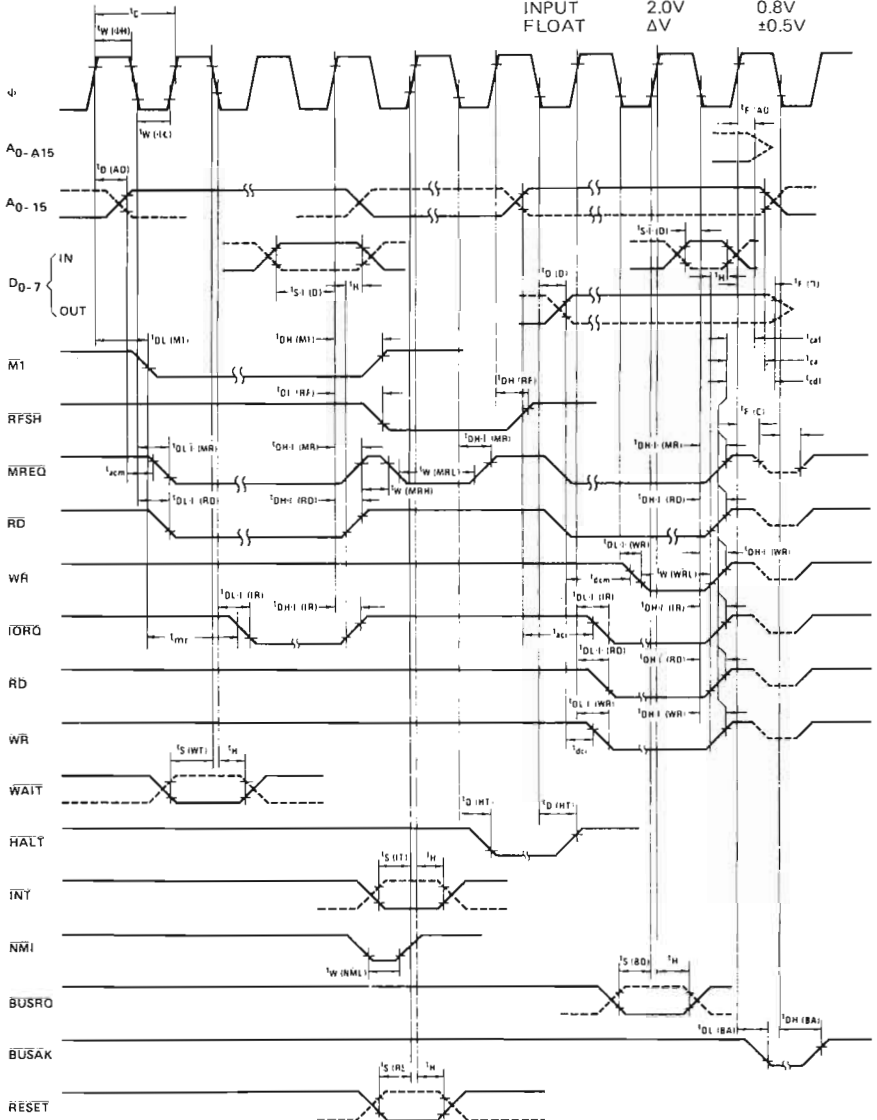 INPUT 2.0V 0.8V
FLOAT ΔV ±0.5V
tC
tW (ΦH)
Φ
tW (ΦL)
tF (AD)
A0-A15
tD (AD)
A0-15
tS·I (D)
IN
D0-7
tS·I (D) tH
tD (D)
tH
OUT
tDL (M1)
tDH (M1)
tcaf
M1
tca
tDL (RF)
tDH (RF)
tcdf
RFSH
tF (C)
tDL·I (MR)
tDH·I (MR)
tDH·I (MR)
tDH·I (MR)
MREQ
tacm
tW (MRL)
tW (MRH)
tDL·I (RD)
tDH·I (RD)
tDH·I (RD)
RD
tDL·I (WR)
tDH·I (WR)
WR
tdcm
tW (WRL)
tDL·I (IR)
tDH·I (IR)
tDL·I (IR)
tDH·I (IR)
IORQ
tmr
taci
tDL·I (RD)
tDH·I (RD)
RD
tDL·I (WR)
tDH·I (WR)
WR
tdci
tS (WT) tH
WAIT
tD (HT) tD (HT)
HALT
tS (IT) tH
INT
NMI
tW (NML)
tS (BQ) tH
BUSRQ
tDL (BA) tDH (BA)
BUSAK
tS (RS) tH
RESET